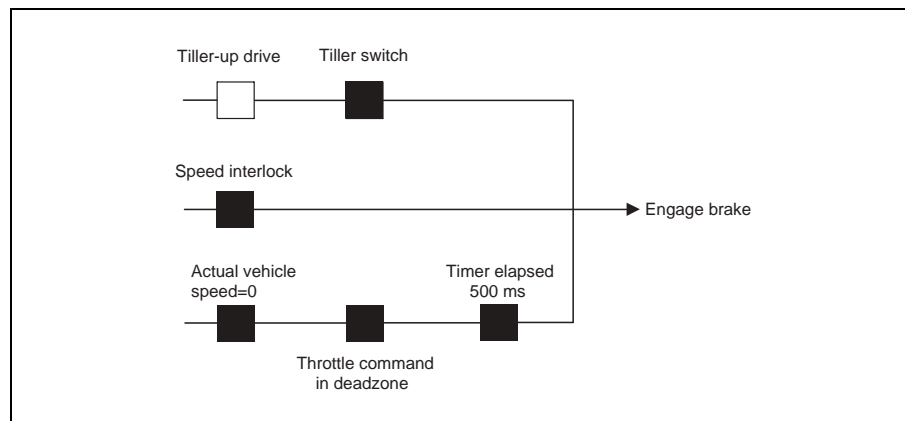 Tiller-up drive
Tiller switch
Speed interlock
Engage brake
Actual vehicle
speed=0
Timer elapsed
500 ms
Throttle command
in deadzone